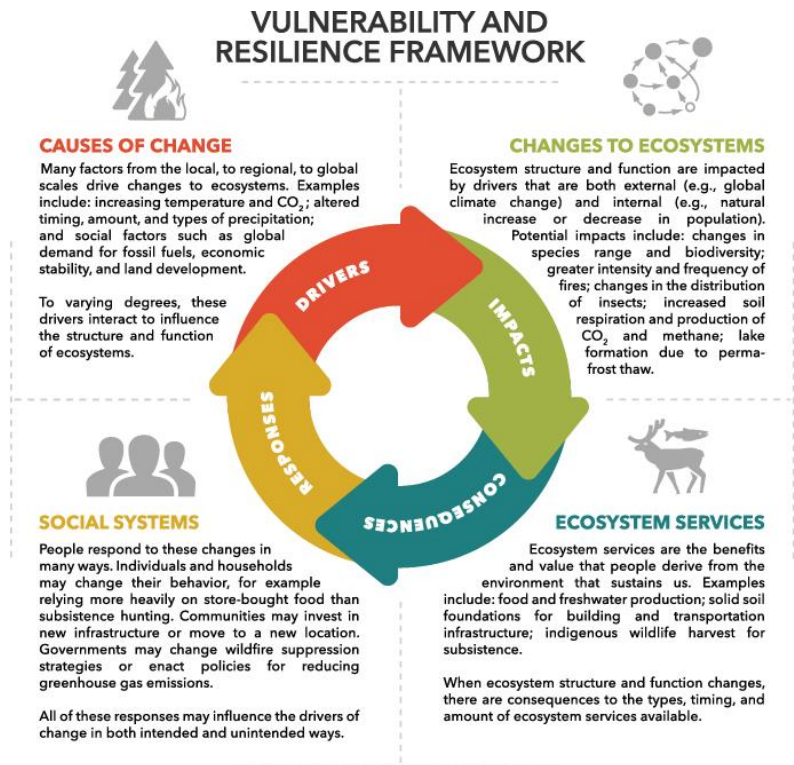 VULNERABILITY AND
RESILIENCE FRAMEWORK
CAUSES OF CHANGE
Many factors from the local, to regional, to global
scales drive changes to ecosystems. Examples
include: increasing temperature and CO₂; altered
timing, amount, and types of precipitation;
and social factors such as global
demand for fossil fuels, economic
stability, and land development.
To varying degrees, these
drivers interact to influence
the structure and function
of ecosystems.
CHANGES TO ECOSYSTEMS
Ecosystem structure and function are impacted
by drivers that are both external (e.g., global
climate change) and internal (e.g., natural
increase or decrease in population).
Potential impacts include: changes in
species range and biodiversity;
greater intensity and frequency of
fires; changes in the distribution
of insects; increased soil
respiration and production of
CO₂ and methane; lake
formation due to perma-
frost thaw.
DRIVERS
IMPACTS
CONSEQUENCES
RESPONSES
SOCIAL SYSTEMS
People respond to these changes in
many ways. Individuals and households
may change their behavior, for example
relying more heavily on store-bought food than
subsistence hunting. Communities may invest in
new infrastructure or move to a new location.
Governments may change wildfire suppression
strategies or enact policies for reducing
greenhouse gas emissions.
All of these responses may influence the drivers of
change in both intended and unintended ways.
ECOSYSTEM SERVICES
Ecosystem services are the benefits
and value that people derive from the
environment that sustains us. Examples
include: food and freshwater production; solid soil
foundations for building and transportation
infrastructure; indigenous wildlife harvest for
subsistence.
When ecosystem structure and function changes,
there are consequences to the types, timing, and
amount of ecosystem services available.